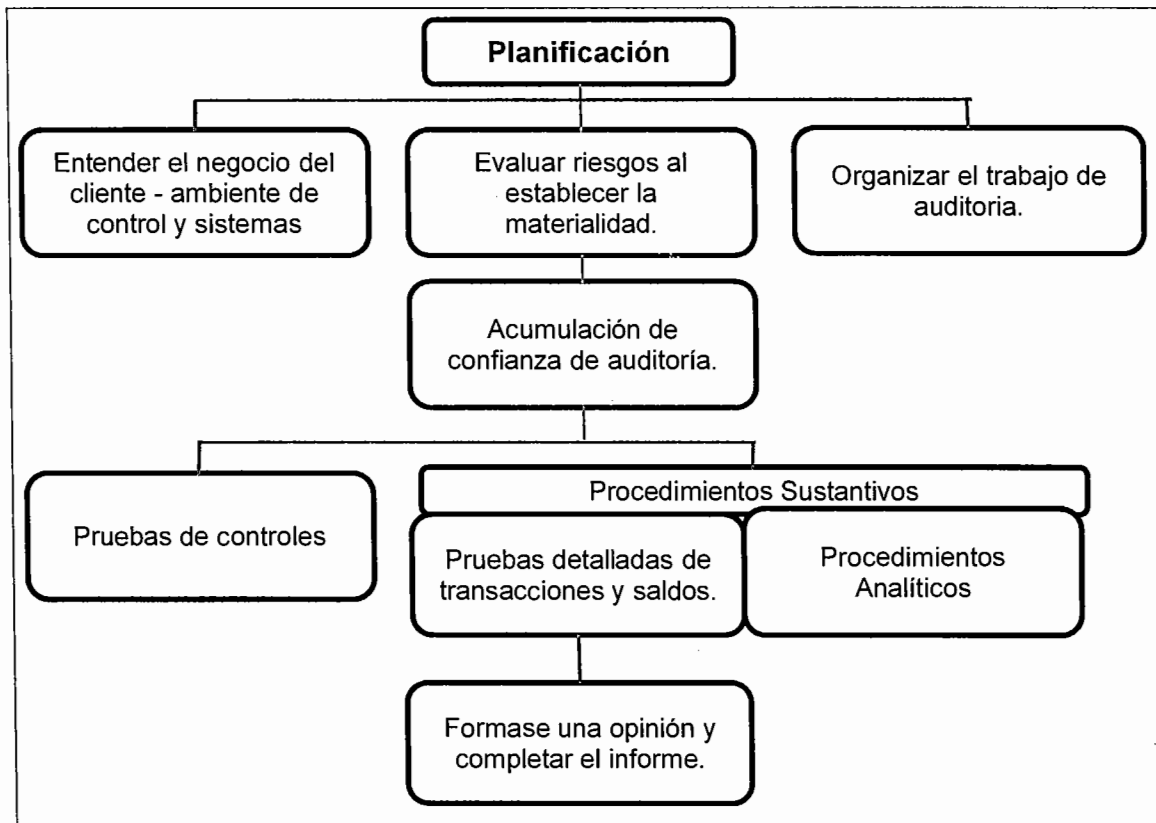 Planificación
Entender el negocio del
cliente - ambiente de
control y sistemas
Evaluar riesgos al
establecer la
materialidad.
Organizar el trabajo de
auditoria.
Acumulación de
confianza de auditoría.
Pruebas de controles
Procedimientos Sustantivos
Pruebas detalladas de
transacciones y saldos.
Procedimientos
Analíticos
Formase una opinión y
completar el informe.